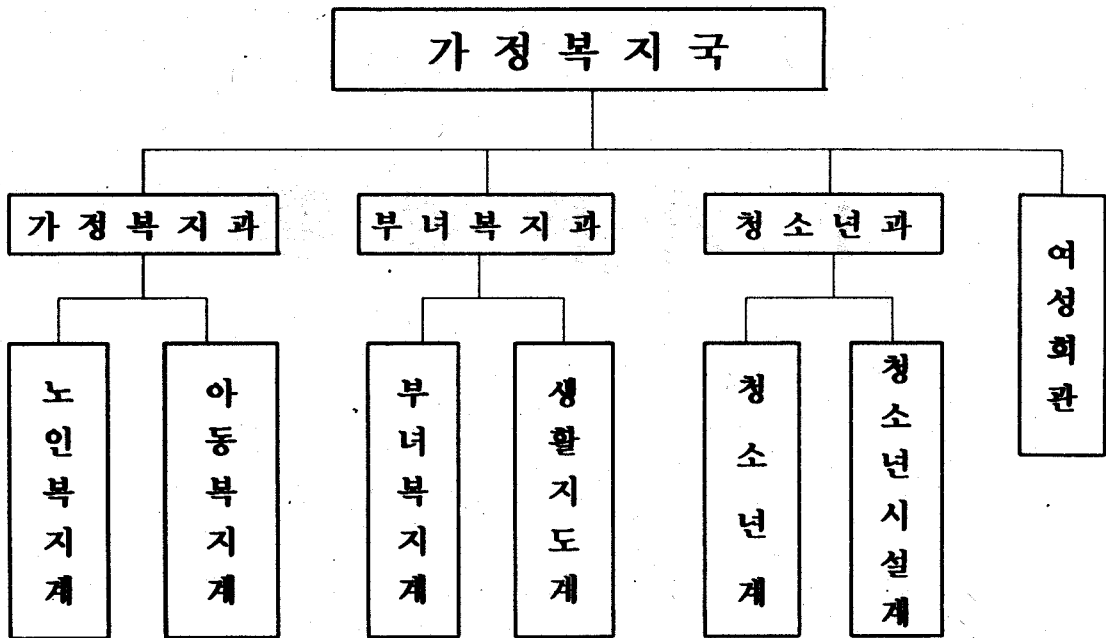 가정복지국
가정복지과
부녀복지과
청소년과
여성회관
노인복지계
아동복지계
부녀복지계
생활지도계
청소년계
청소년시설계